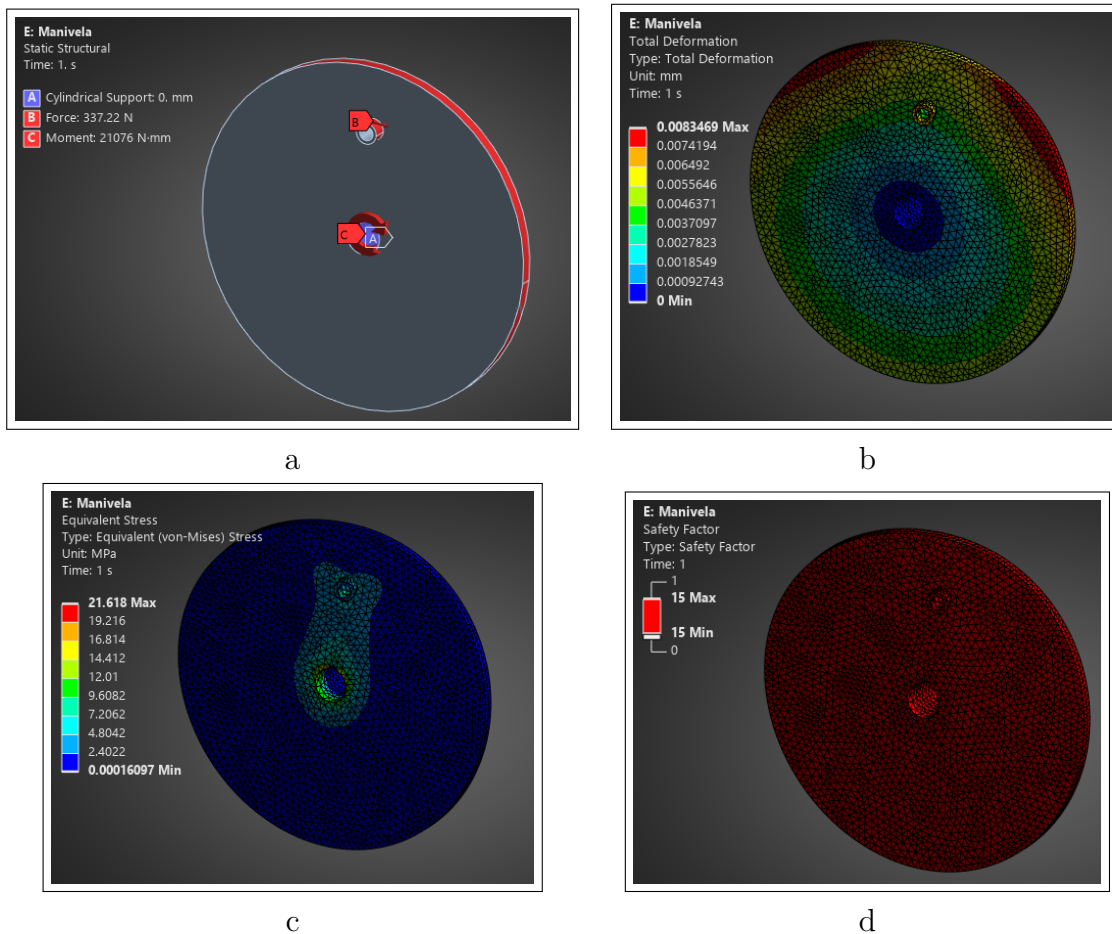 E: Manivela
Static Structural
Time: 1. s
A Cylindrical Support: 0. mm
B Force: 337.22 N
C Moment: 21076 N·mm
B
C
A
a
E: Manivela
Total Deformation
Type: Total Deformation
Unit: mm
Time: 1 s
0.0083469 Max
0.0074194
0.006492
0.0055646
0.0046371
0.0037097
0.0027823
0.0018549
0.00092743
0 Min
b
E: Manivela
Equivalent Stress
Type: Equivalent (von-Mises) Stress
Unit: MPa
Time: 1 s
21.618 Max
19.216
16.814
14.412
12.01
9.6082
7.2062
4.8042
2.4022
0.00016097 Min
c
E: Manivela
Safety Factor
Type: Safety Factor
Time: 1
1
15 Max
15 Min
0
d